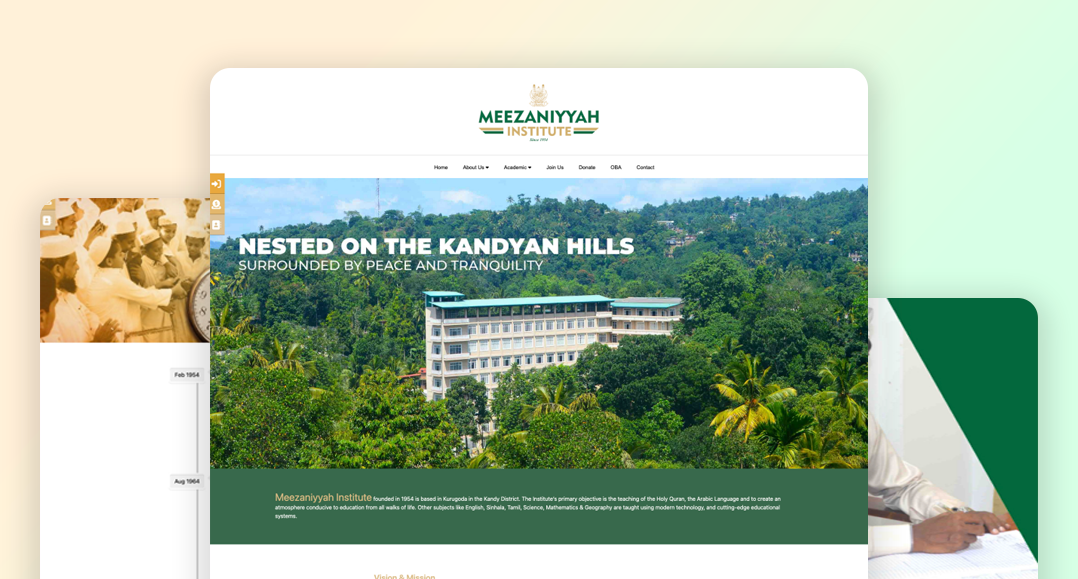 MEEZANIYYAH
INSTITUTE
Since 1954
Home About Us Academic Join Us Donate OBA Contact
NESTED ON THE KANDYAN HILLS
SURROUNDED BY PEACE AND TRANQUILITY
Feb 1954
Aug 1964
Meezaniyyah Institute founded in 1954 is based in Kurugoda in the Kandy District. The Institute's primary objective is the teaching of the Holy Quran, the Arabic Language and to create an
atmosphere conducive to education from all walks of life. Other subjects like English, Sinhala, Tamil, Science, Mathematics & Geography are taught using modern technology, and cutting-edge educational
systems.
Vision & Mission